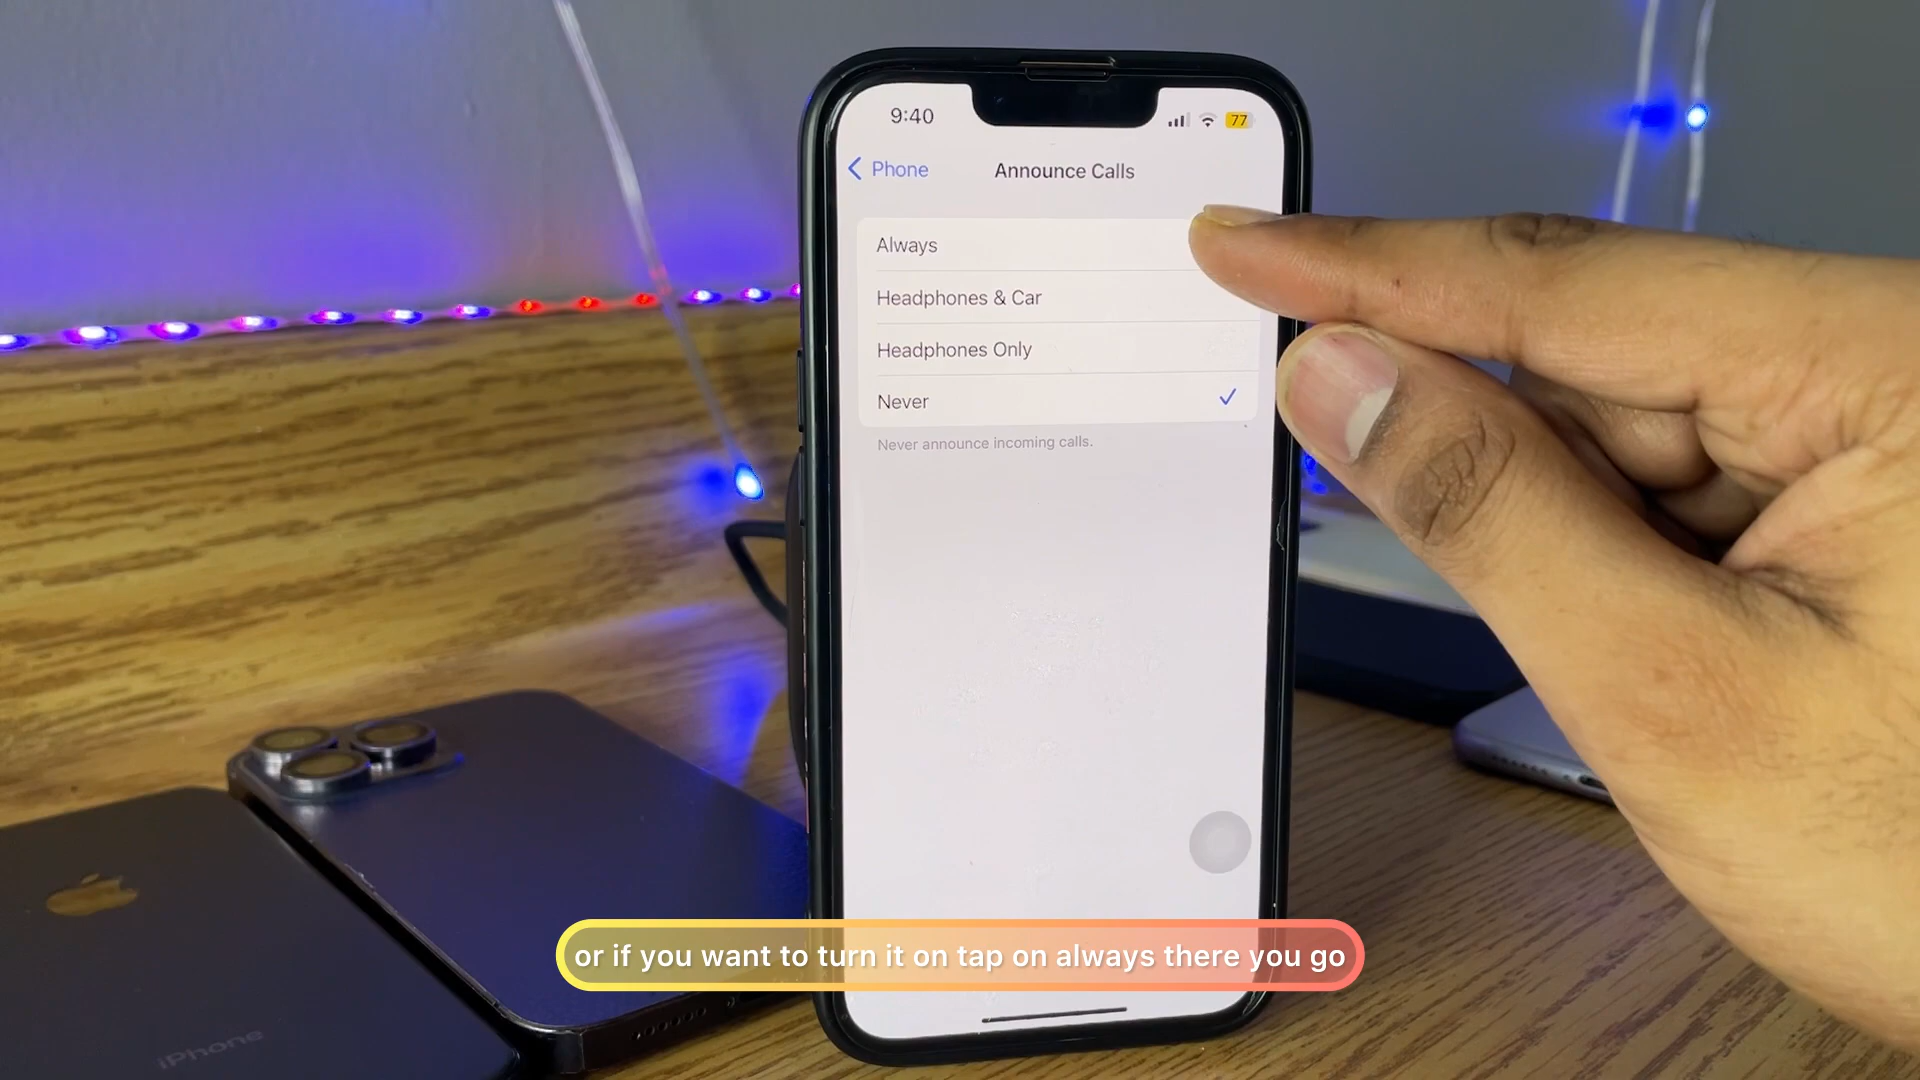 9:40
77
Phone
Announce Calls
Always
Headphones & Car
Headphones Only
Never
Never announce incoming calls.
or if you want to turn it on tap on always there you go
iPhone